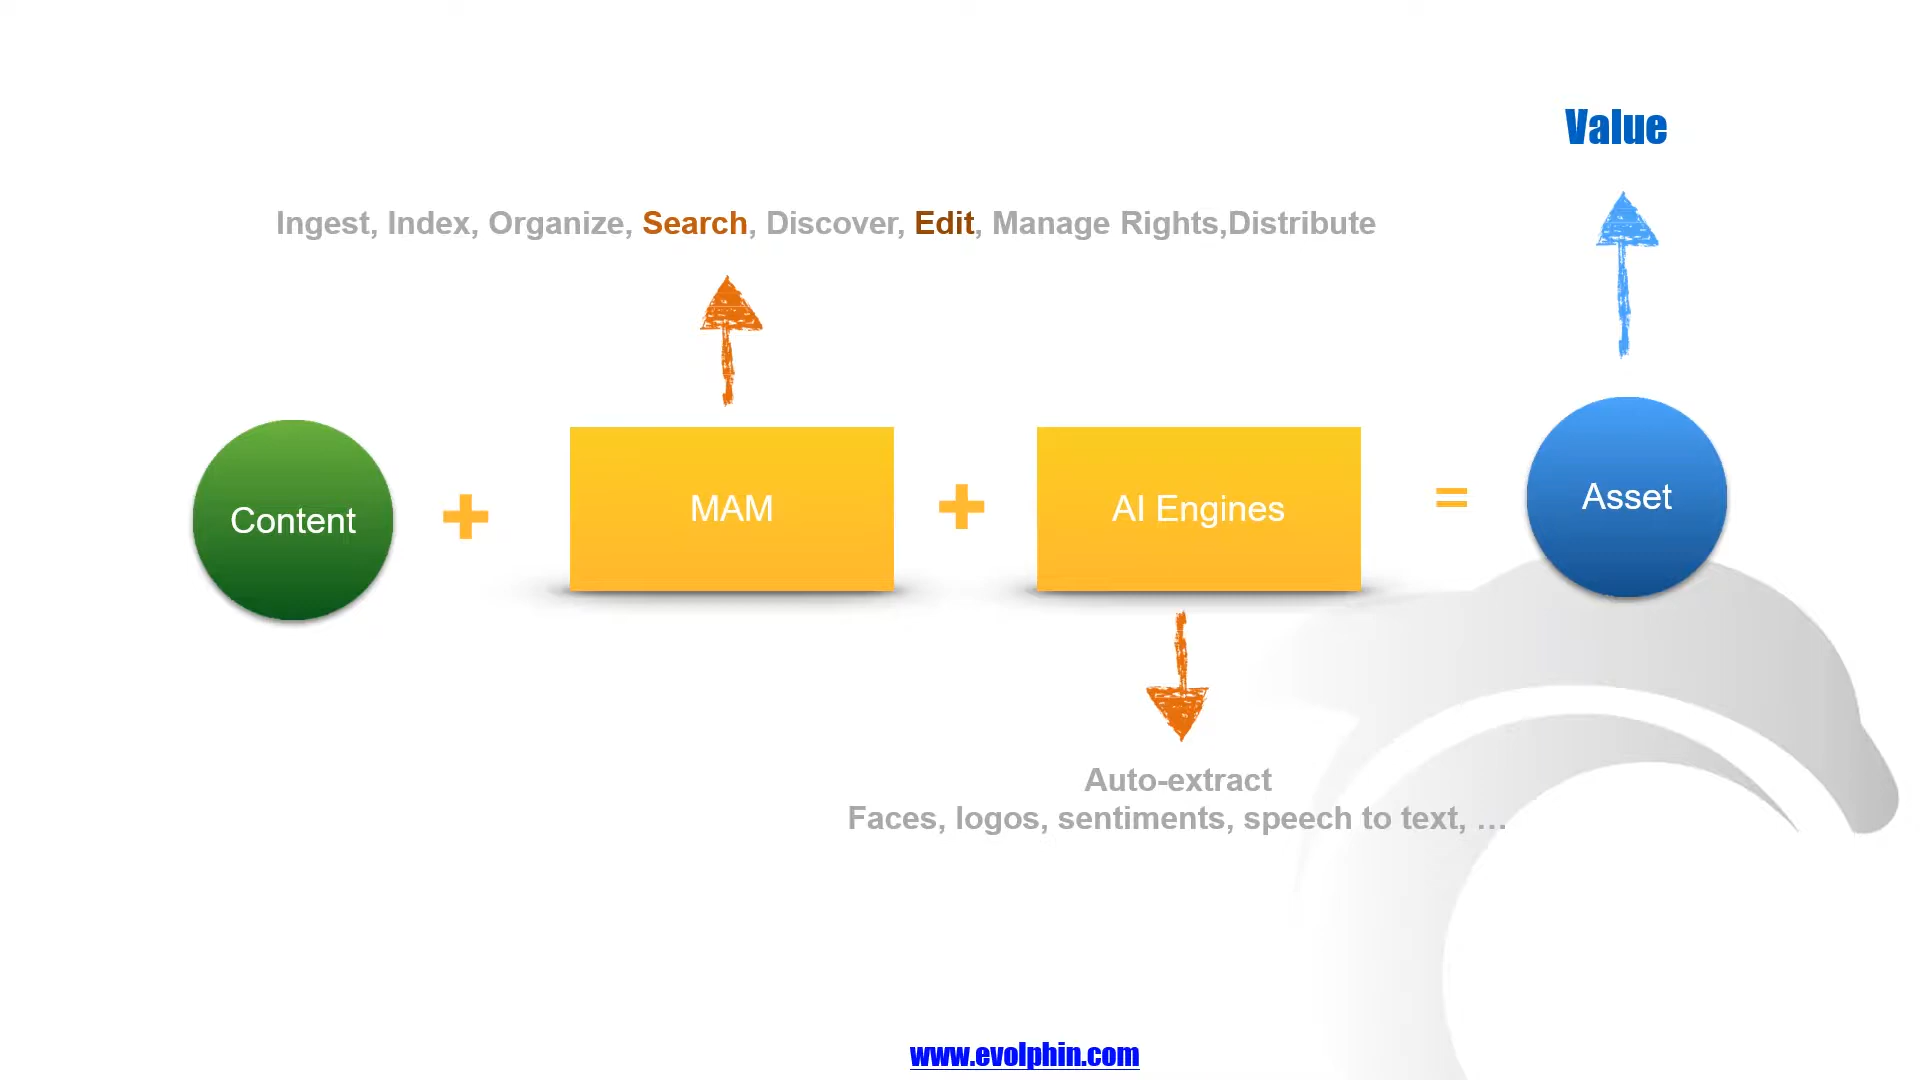 Value
Ingest, Index, Organize, Search, Discover, Edit, Manage Rights,Distribute
Content + MAM + AI Engines = Asset
Auto-extract
Faces, logos, sentiments, speech to text, …
www.evolphin.com